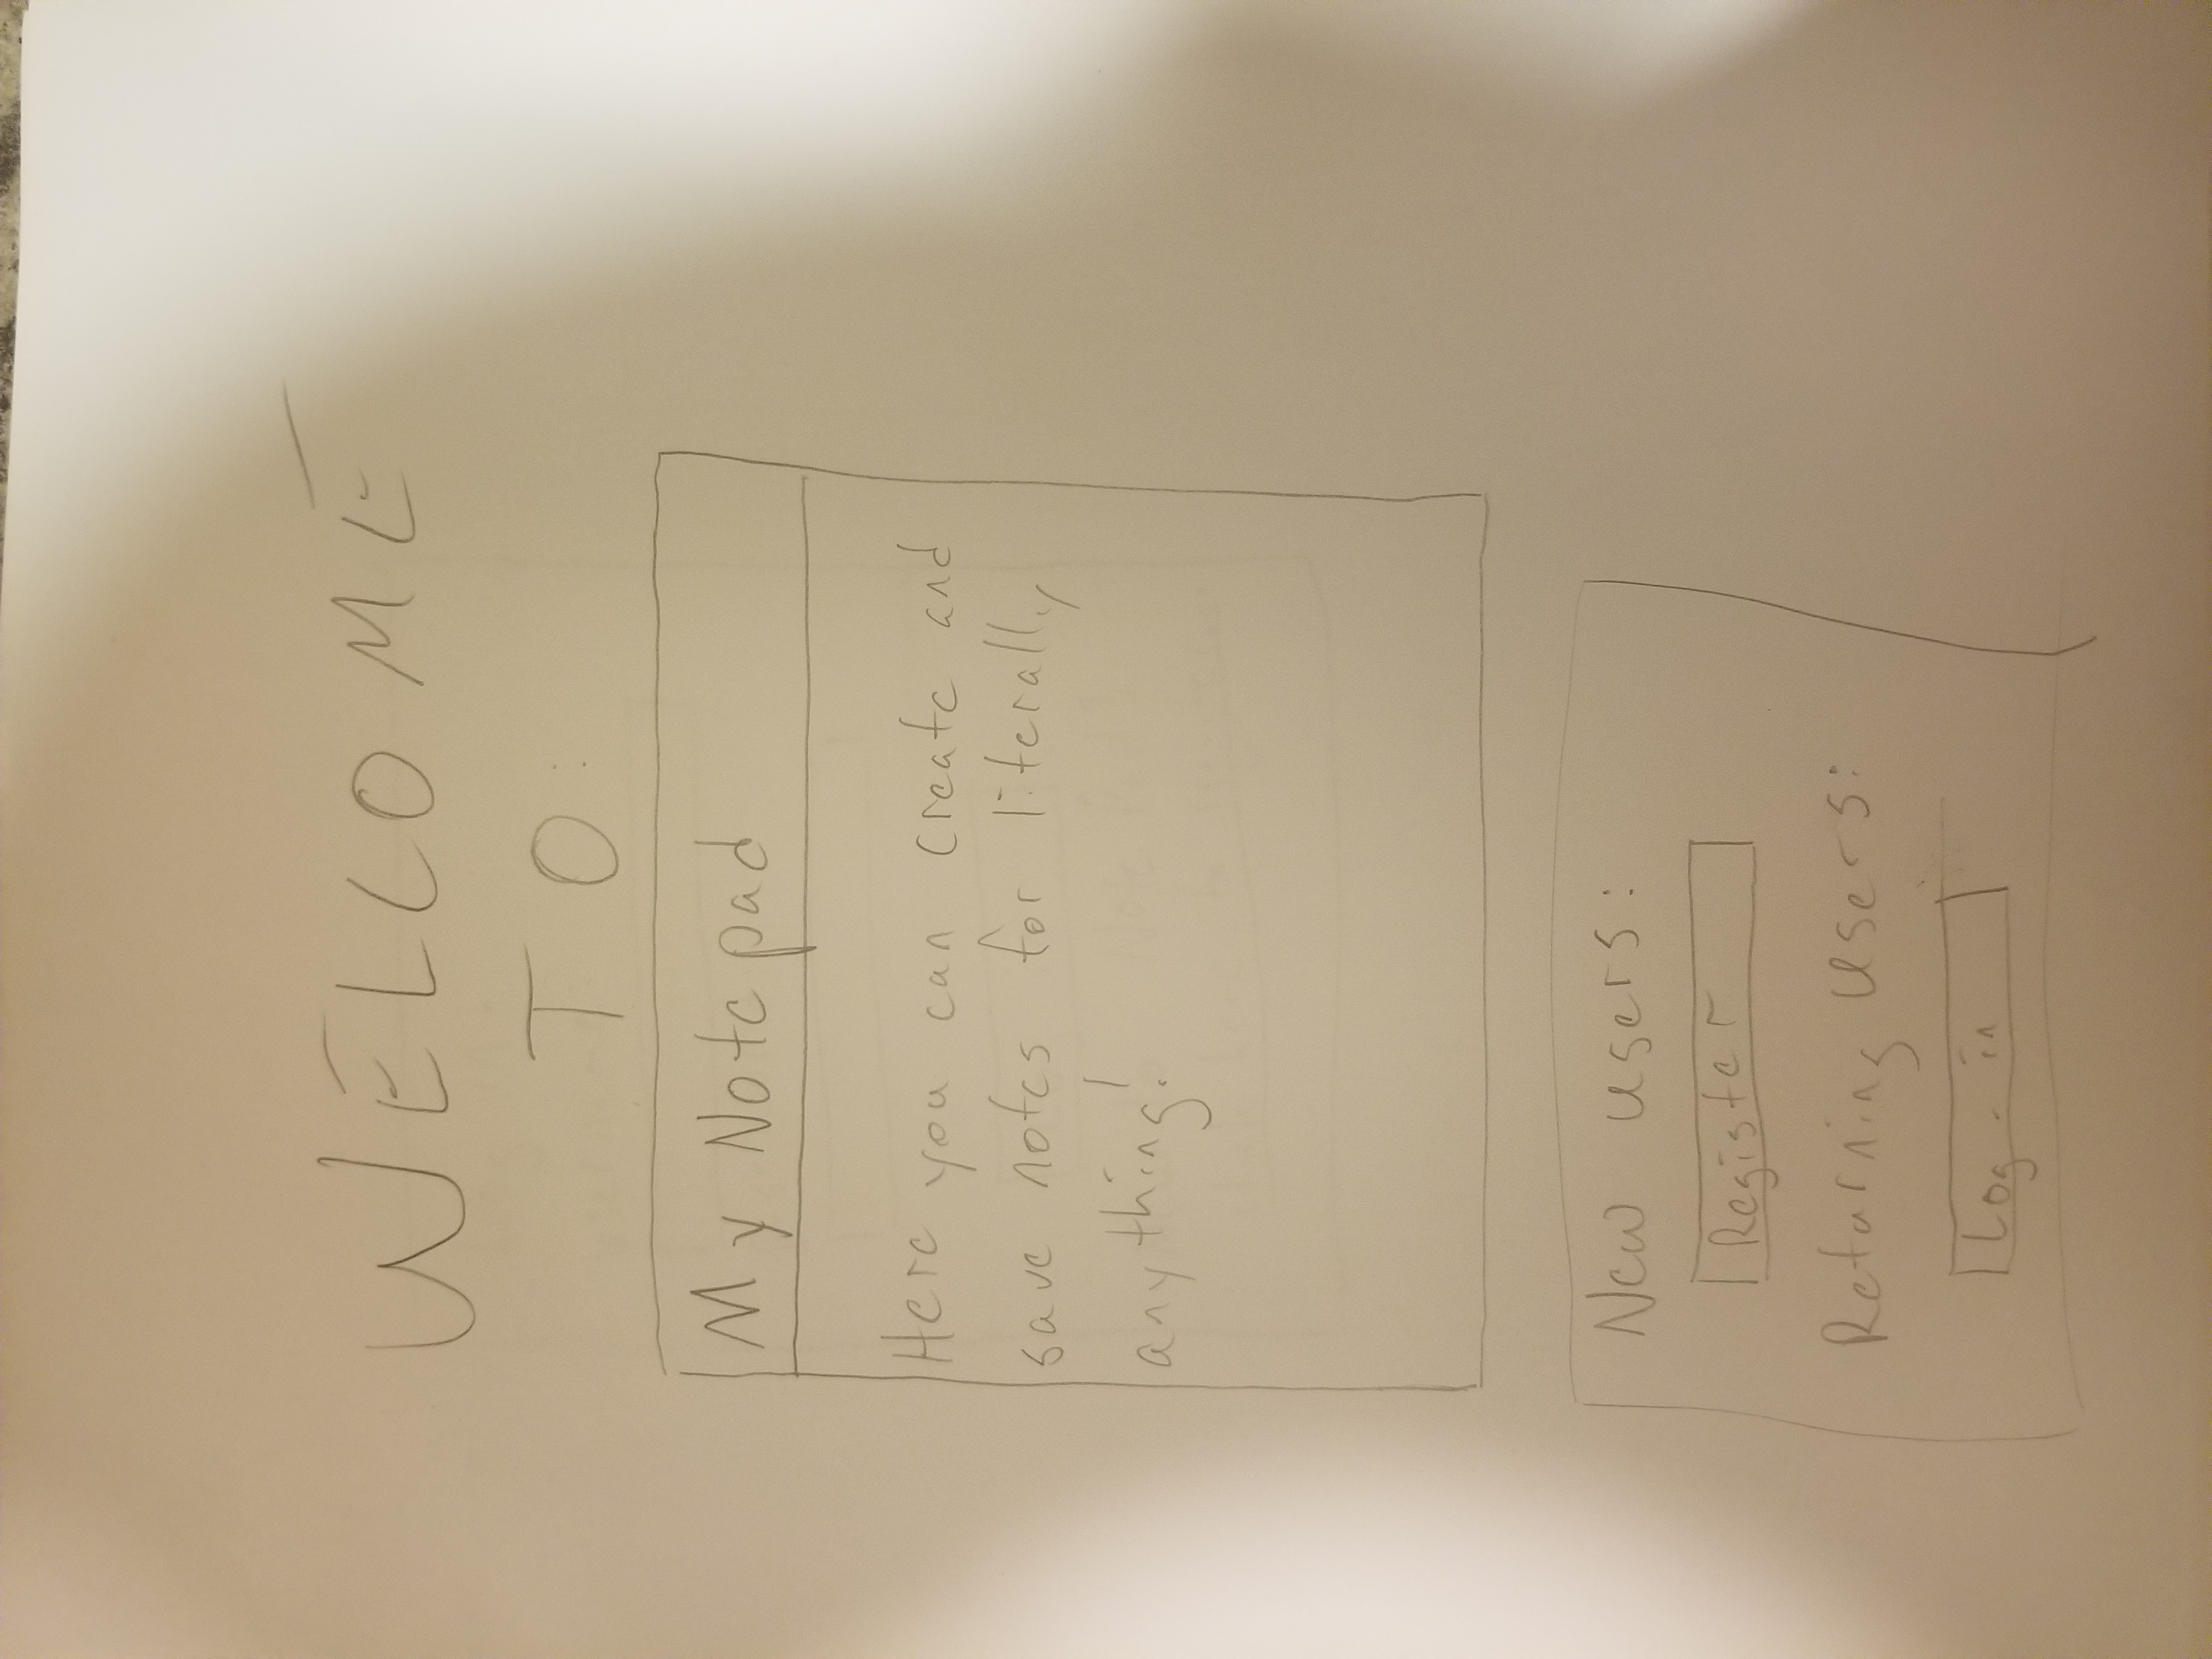 WELCOME
TO:
My Notepad
Here you can create and
save notes for literally
anything!
New users:
Register
Returning users:
Log-in